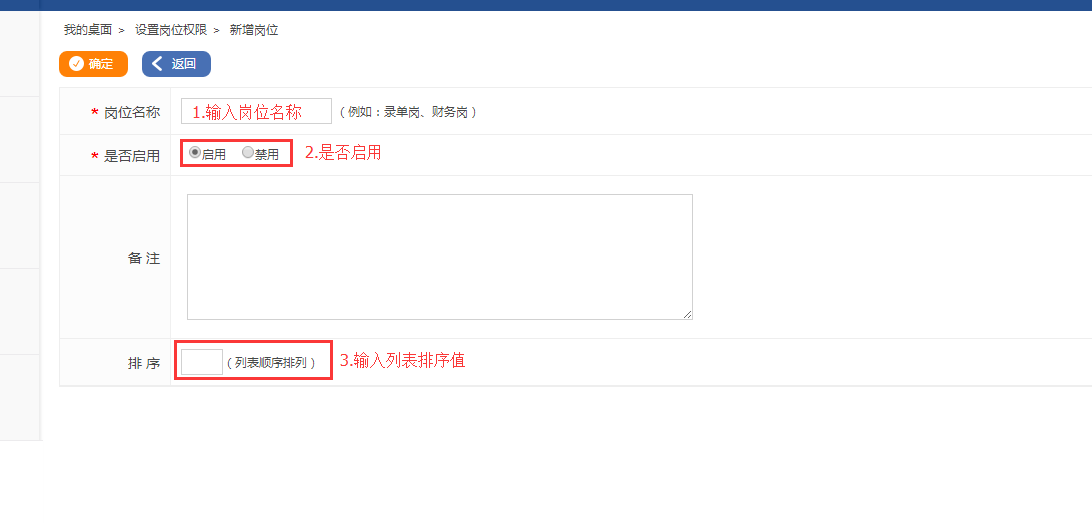 我的桌面 > 设置岗位权限 > 新增岗位
确定 返回
* 岗位名称 1.输入岗位名称 (例如:录单岗、财务岗)
* 是否启用 启用 禁用 2.是否启用
备 注
排 序 (列表顺序排列) 3.输入列表排序值